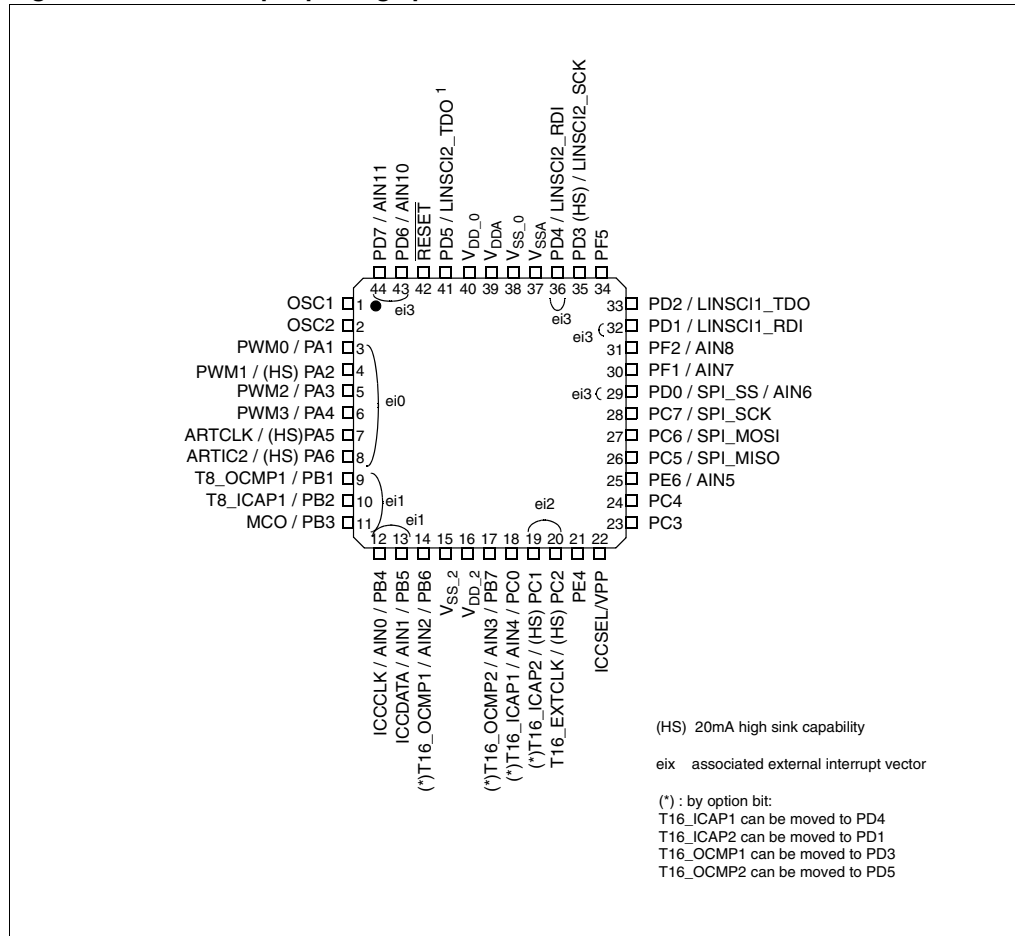 PD7 / AIN11
PD6 / AIN10
RESET
PD5 / LINSCI2_TDO 1
VDD_0
VDDA
VSS_0
VSSA
PD4 / LINSCI2_RDI
PD3 (HS) / LINSCI2_SCK
PF5
44 43 42 41 40 39 38 37 36 35 34
ei3
ei3
OSC1 1
OSC2 2
PWM0 / PA1 3
PWM1 / (HS) PA2 4
PWM2 / PA3 5
PWM3 / PA4 6
ARTCLK / (HS)PA5 7
ARTIC2 / (HS) PA6 8
T8_OCMP1 / PB1 9
T8_ICAP1 / PB2 10
MCO / PB3 11
ei0
ei1
ei1
33 PD2 / LINSCI1_TDO
ei3 32 PD1 / LINSCI1_RDI
31 PF2 / AIN8
30 PF1 / AIN7
ei3 29 PD0 / SPI_SS / AIN6
28 PC7 / SPI_SCK
27 PC6 / SPI_MOSI
26 PC5 / SPI_MISO
25 PE6 / AIN5
24 PC4
23 PC3
ei2
12 13 14 15 16 17 18 19 20 21 22
ICCCLK / AIN0 / PB4
ICCDATA / AIN1 / PB5
(*)T16_OCMP1 / AIN2 / PB6
VSS_2
VDD_2
(*)T16_OCMP2 / AIN3 / PB7
(*)T16_ICAP1 / AIN4 / PC0
(*)T16_ICAP2 / (HS) PC1
T16_EXTCLK / (HS) PC2
PE4
ICCSEL/VPP
(HS) 20mA high sink capability
eix associated external interrupt vector
(*) : by option bit:
T16_ICAP1 can be moved to PD4
T16_ICAP2 can be moved to PD1
T16_OCMP1 can be moved to PD3
T16_OCMP2 can be moved to PD5